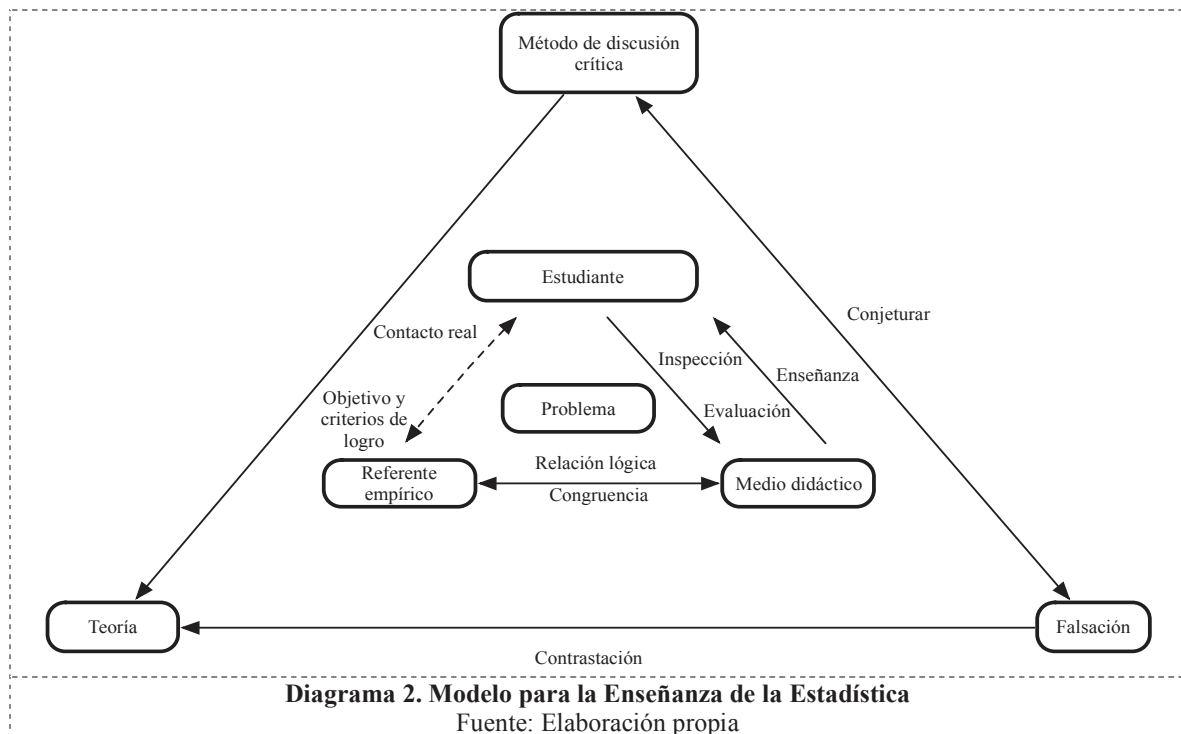 Método de discusión
crítica
Estudiante
Conjeturar
Contacto real
Inspección
Enseñanza
Objetivo y
criterios de
logro
Problema
Evaluación
Referente
empírico
Relación lógica
Congruencia
Medio didáctico
Teoría
Falsación
Contrastación
Diagrama 2. Modelo para la Enseñanza de la Estadística
Fuente: Elaboración propia